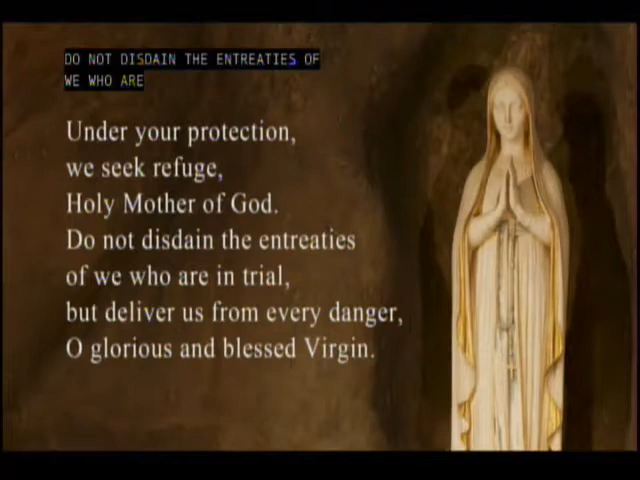 DO NOT DISDAIN THE ENTREATIES OF
WE WHO ARE
Under your protection,
we seek refuge,
Holy Mother of God.
Do not disdain the entreaties
of we who are in trial,
but deliver us from every danger,
O glorious and blessed Virgin.